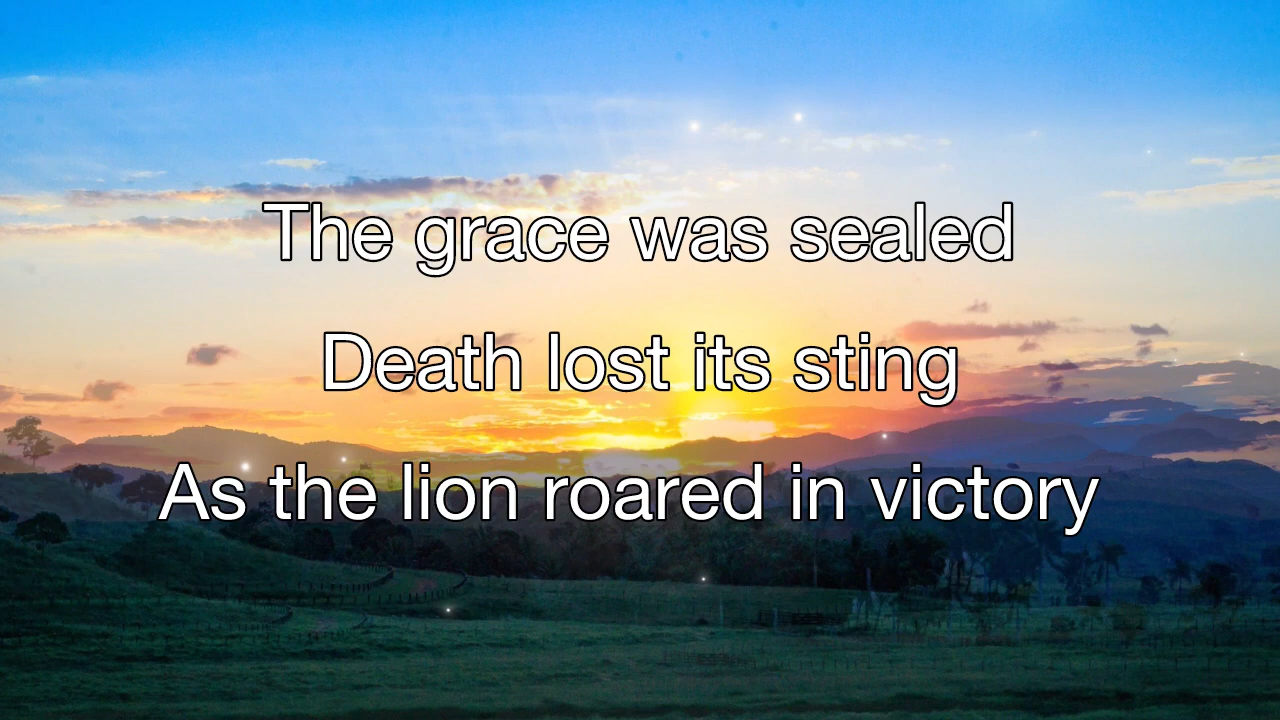 The grace was sealed
Death lost its sting
As the lion roared in victory